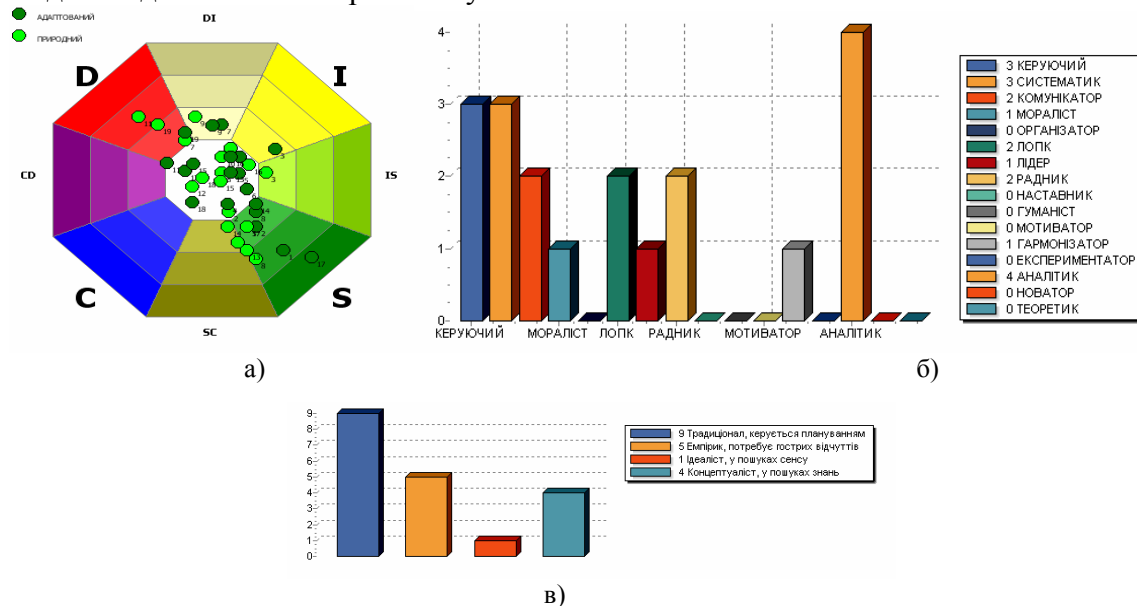 АДАПТОВАНИЙ
ПРИРОДНИЙ
DI
D
I
CD
IS
C
S
SC
4
3
2
1
0
КЕРУЮЧИЙ МОРАЛІСТ ЛОПК РАДНИК МОТИВАТОР АНАЛІТИК
3 КЕРУЮЧИЙ
3 СИСТЕМАТИК
2 КОМУНІКАТОР
1 МОРАЛІСТ
0 ОРГАНІЗАТОР
2 ЛОПК
1 ЛІДЕР
2 РАДНИК
0 НАСТАВНИК
0 ГУМАНІСТ
0 МОТИВАТОР
1 ГАРМОНІЗАТОР
0 ЕКСПЕРИМЕНТАТОР
4 АНАЛІТИК
0 НОВАТОР
0 ТЕОРЕТИК
а)
б)
9
8
7
6
5
4
3
2
1
0
9 Традиціонал, керується плануванням
5 Емпірик, потребує гострих відчуттів
1 Ідеаліст, у пошуках сенсу
4 Концептуаліст, у пошуках знань
в)